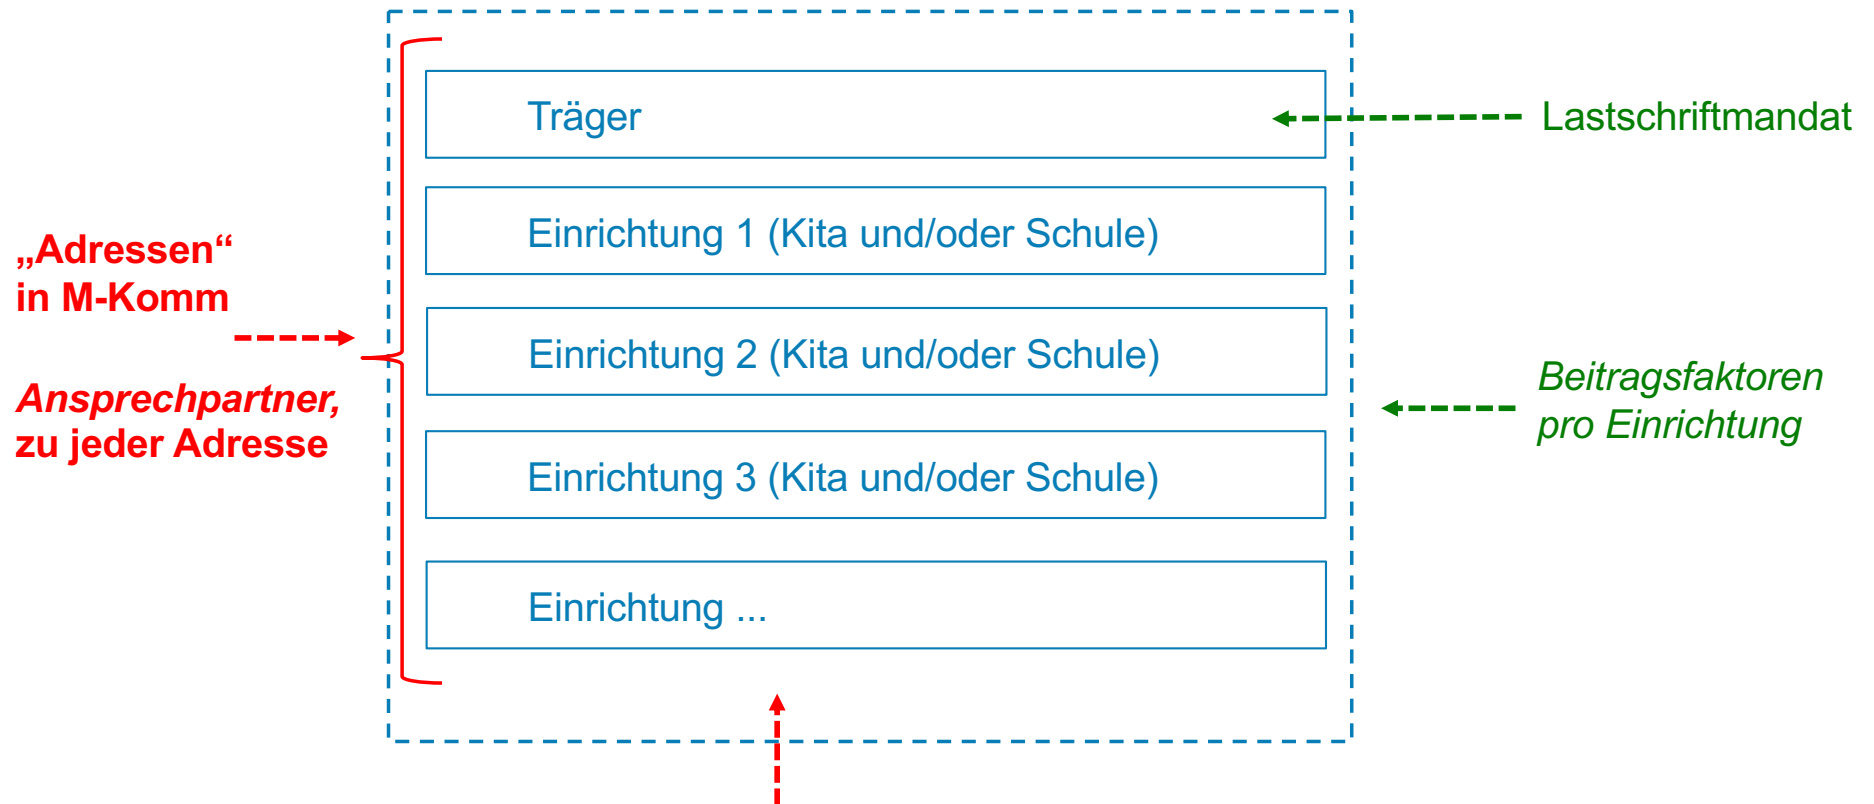 Träger
Lastschriftmandat
Einrichtung 1 (Kita und/oder Schule)
„Adressen“
in M-Komm
Einrichtung 2 (Kita und/oder Schule)
Ansprechpartner,
zu jeder Adresse
Beitragsfaktoren
pro Einrichtung
Einrichtung 3 (Kita und/oder Schule)
Einrichtung ...